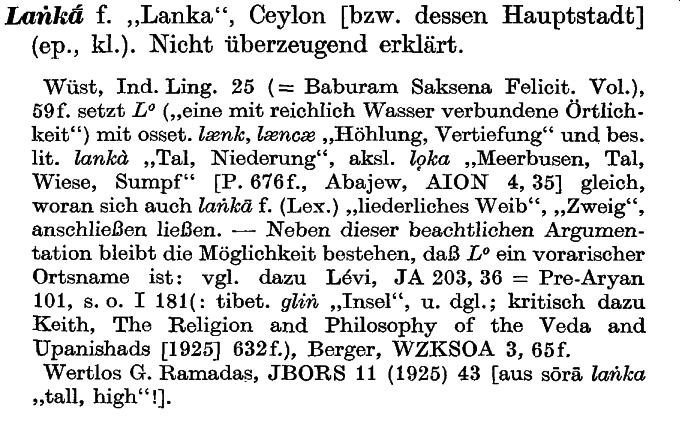 Laṅkā́ f. „Lanka“, Ceylon [bzw. dessen Hauptstadt]
(ep., kl.). Nicht überzeugend erklärt.
Wüst, Ind. Ling. 25 (= Baburam Saksena Felicit. Vol.),
59f. setzt L° („eine mit reichlich Wasser verbundene Örtlich-
keit“) mit osset. lænk, læncæ „Höhlung, Vertiefung“ und bes.
lit. lankà „Tal, Niederung“, aksl. lǫka „Meerbusen, Tal,
Wiese, Sumpf“ [P. 676f., Abajew, AION 4, 35] gleich,
woran sich auch laṅkā f. (Lex.) „liederliches Weib“, „Zweig“,
anschließen ließen. — Neben dieser beachtlichen Argumen-
tation bleibt die Möglichkeit bestehen, daß L° ein vorarischer
Ortsname ist: vgl. dazu Lévi, JA 203, 36 = Pre-Aryan
101, s. o. I 181(: tibet. gliṅ „Insel“, u. dgl.; kritisch dazu
Keith, The Religion and Philosophy of the Veda and
Upanishads [1925] 632f.), Berger, WZKSOA 3, 65f.
Wertlos G. Ramadas, JBORS 11 (1925) 43 [aus sōrā laṅka
„tall, high“!].